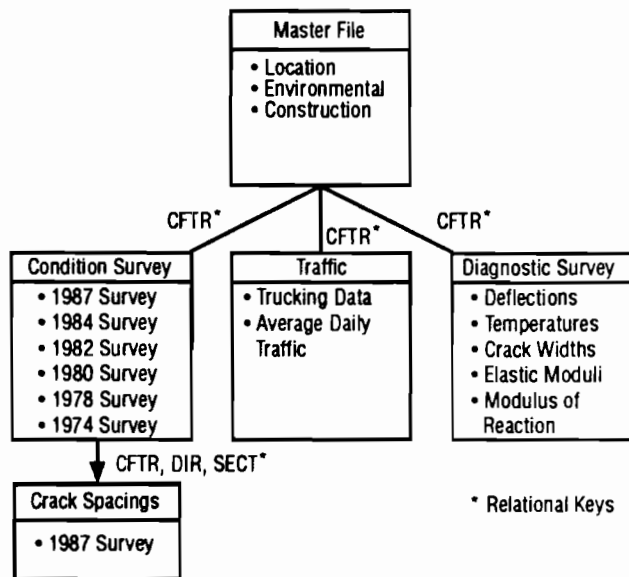 Master File
• Location
• Environmental
• Construction
CFTR*
CFTR*
CFTR*
Condition Survey
• 1987 Survey
• 1984 Survey
• 1982 Survey
• 1980 Survey
• 1978 Survey
• 1974 Survey
Traffic
• Trucking Data
• Average Daily
Traffic
Diagnostic Survey
• Deflections
• Temperatures
• Crack Widths
• Elastic Moduli
• Modulus of
Reaction
CFTR, DIR, SECT*
Crack Spacings
• 1987 Survey
* Relational Keys